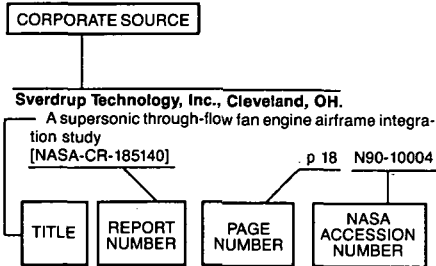 CORPORATE SOURCE
Sverdrup Technology, Inc., Cleveland, OH.
A supersonic through-flow fan engine airframe integra-
tion study
[NASA-CR-185140] p 18 N90-10004
TITLE
REPORT
NUMBER
PAGE
NUMBER
NASA
ACCESSION
NUMBER